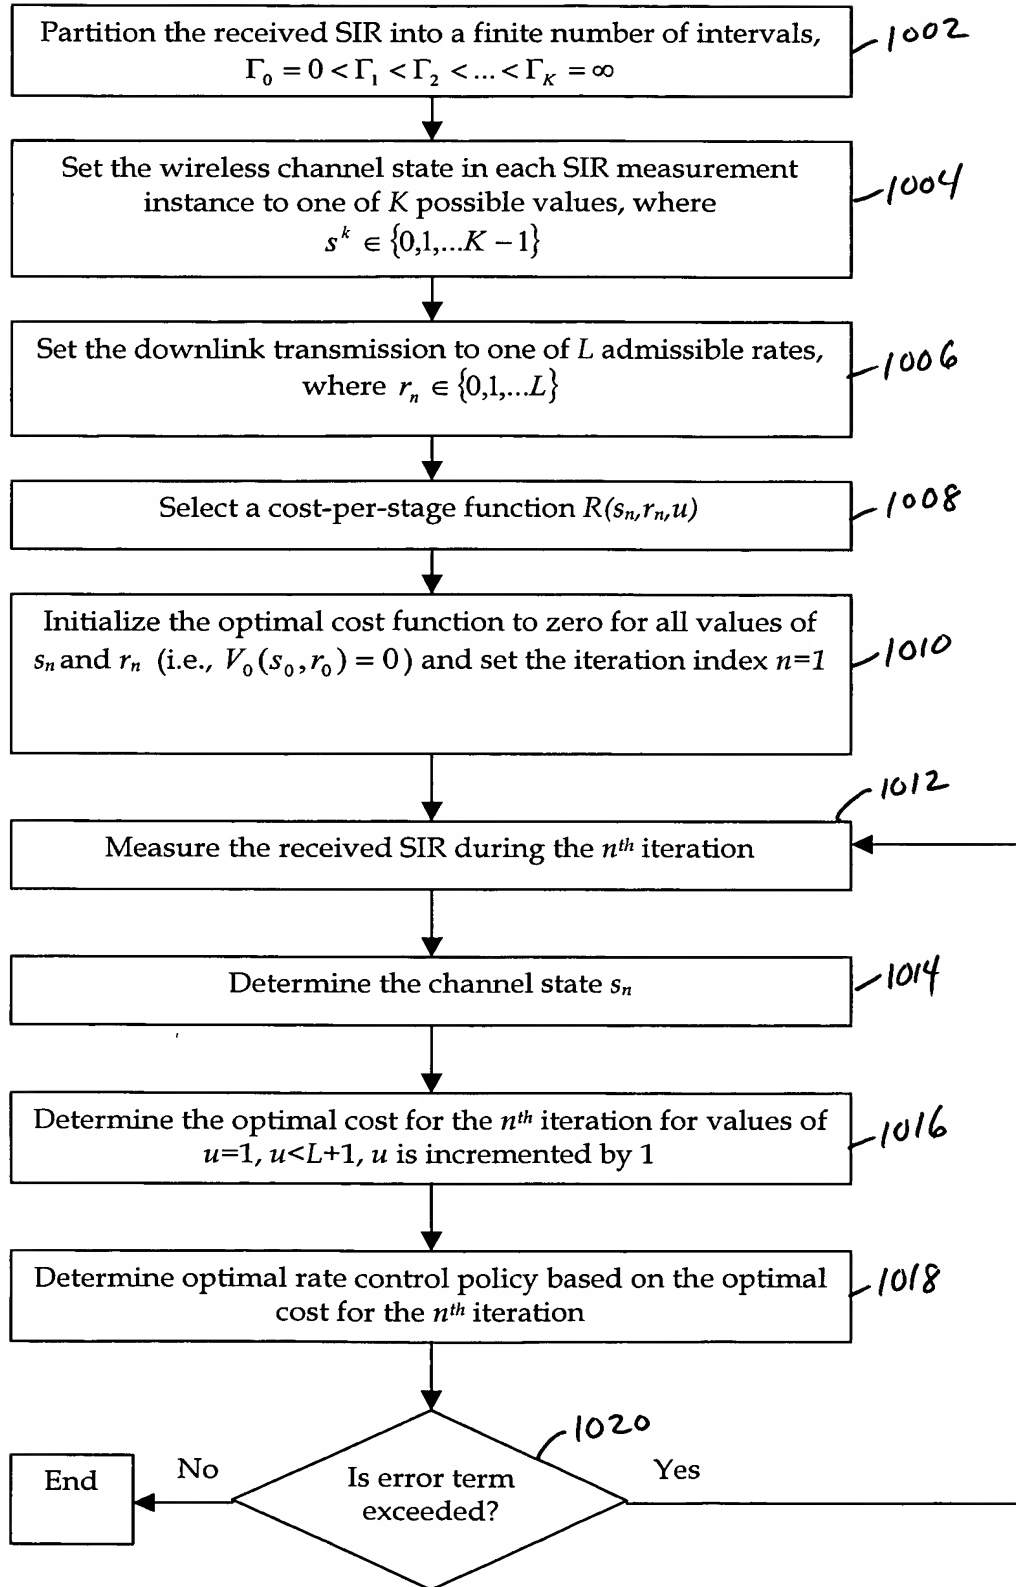 Partition the received SIR into a finite number of intervals,
Γ₀ = 0 < Γ₁ < Γ₂ < ... < Γ_K = ∞
1002
Set the wireless channel state in each SIR measurement
instance to one of K possible values, where
s^k ∈ {0,1,...K − 1}
1004
Set the downlink transmission to one of L admissible rates,
where r_n ∈ {0,1,...L}
1006
Select a cost-per-stage function R(s_n,r_n,u)
1008
Initialize the optimal cost function to zero for all values of
s_n and r_n (i.e., V₀(s₀,r₀) = 0) and set the iteration index n=1
1010
1012
Measure the received SIR during the n^th iteration
Determine the channel state s_n
1014
Determine the optimal cost for the n^th iteration for values of
u=1, u<L+1, u is incremented by 1
1016
Determine optimal rate control policy based on the optimal
cost for the n^th iteration
1018
1020
Is error term
exceeded?
No
Yes
End